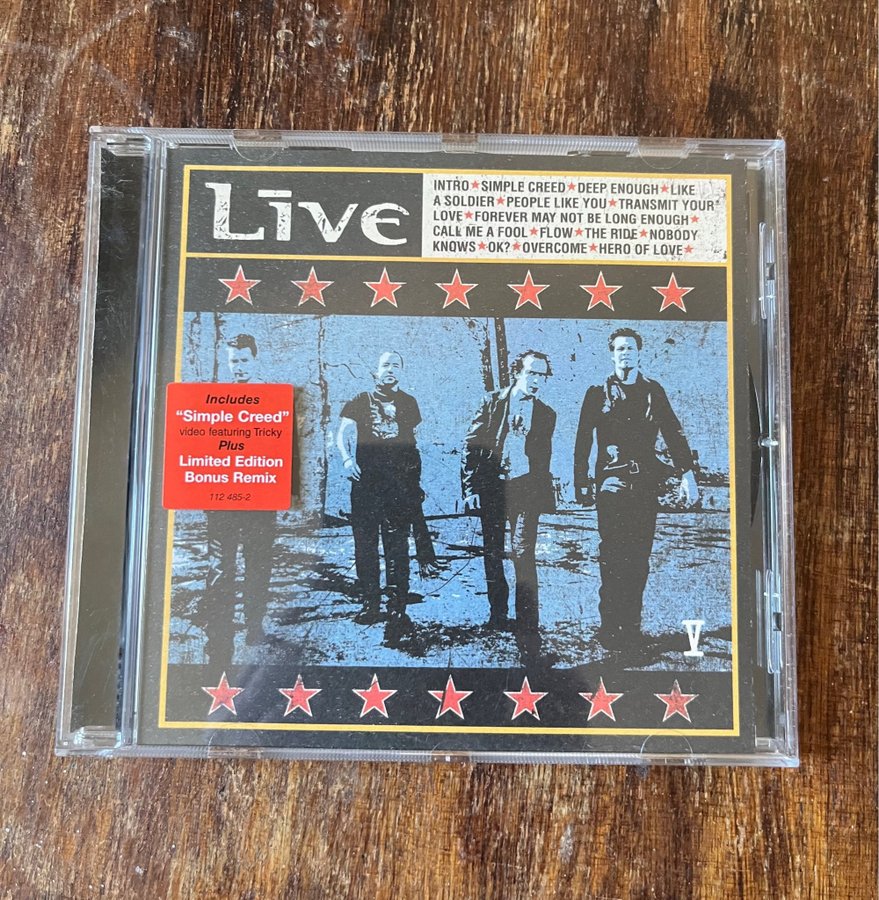 Līve
INTRO★SIMPLE CREED★DEEP ENOUGH★LIKE
A SOLDIER★PEOPLE LIKE YOU★TRANSMIT YOUR
LOVE★FOREVER MAY NOT BE LONG ENOUGH★
CALL ME A FOOL★FLOW★THE RIDE★NOBODY
KNOWS★OK?★OVERCOME★HERO OF LOVE★
Includes
“Simple Creed”
video featuring Tricky
Plus
Limited Edition
Bonus Remix
112 485-2
V